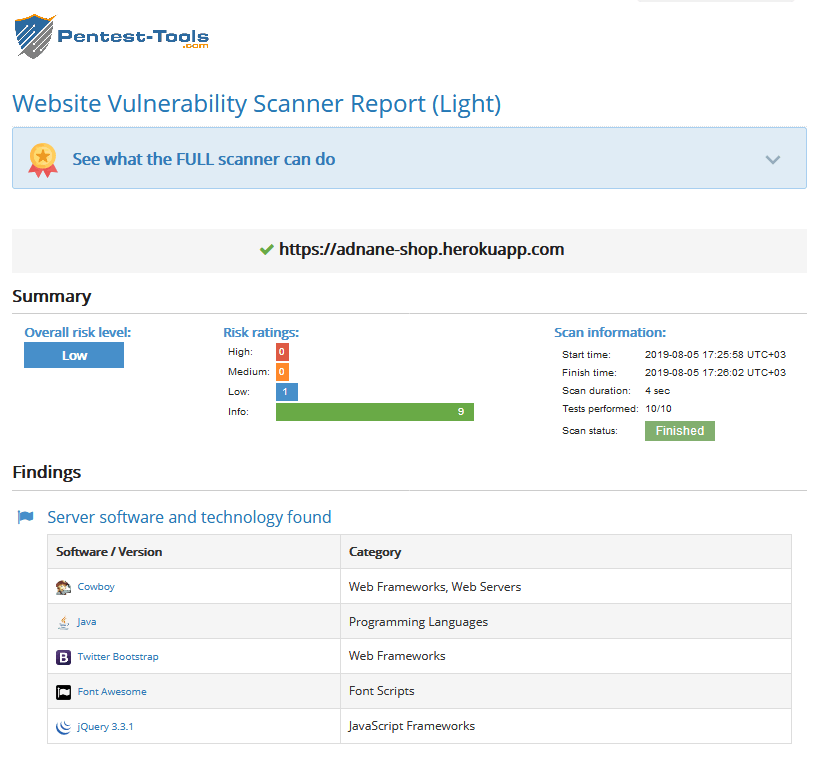 Pentest-Tools
.com
Website Vulnerability Scanner Report (Light)
See what the FULL scanner can do
https://adnane-shop.herokuapp.com
Summary
Overall risk level:
Low
Risk ratings:
High: 0
Medium: 0
Low: 1
Info: 9
Scan information:
Start time: 2019-08-05 17:25:58 UTC+03
Finish time: 2019-08-05 17:26:02 UTC+03
Scan duration: 4 sec
Tests performed: 10/10
Scan status: Finished
Findings
Server software and technology found
Software / Version Category
Cowboy Web Frameworks, Web Servers
Java Programming Languages
B Twitter Bootstrap Web Frameworks
Font Awesome Font Scripts
jQuery 3.3.1 JavaScript Frameworks